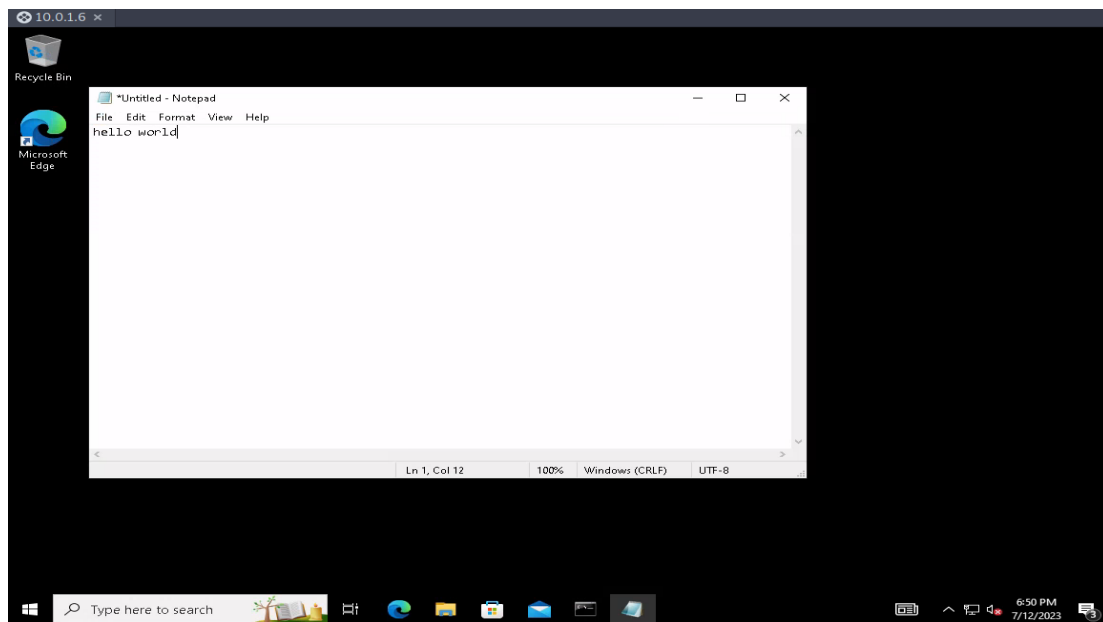 10.0.1.6 ×
Recycle Bin
*Untitled - Notepad
File Edit Format View Help
hello world
Microsoft
Edge
Ln 1, Col 12 100% Windows (CRLF) UTF-8
Type here to search
6:50 PM
7/12/2023
3